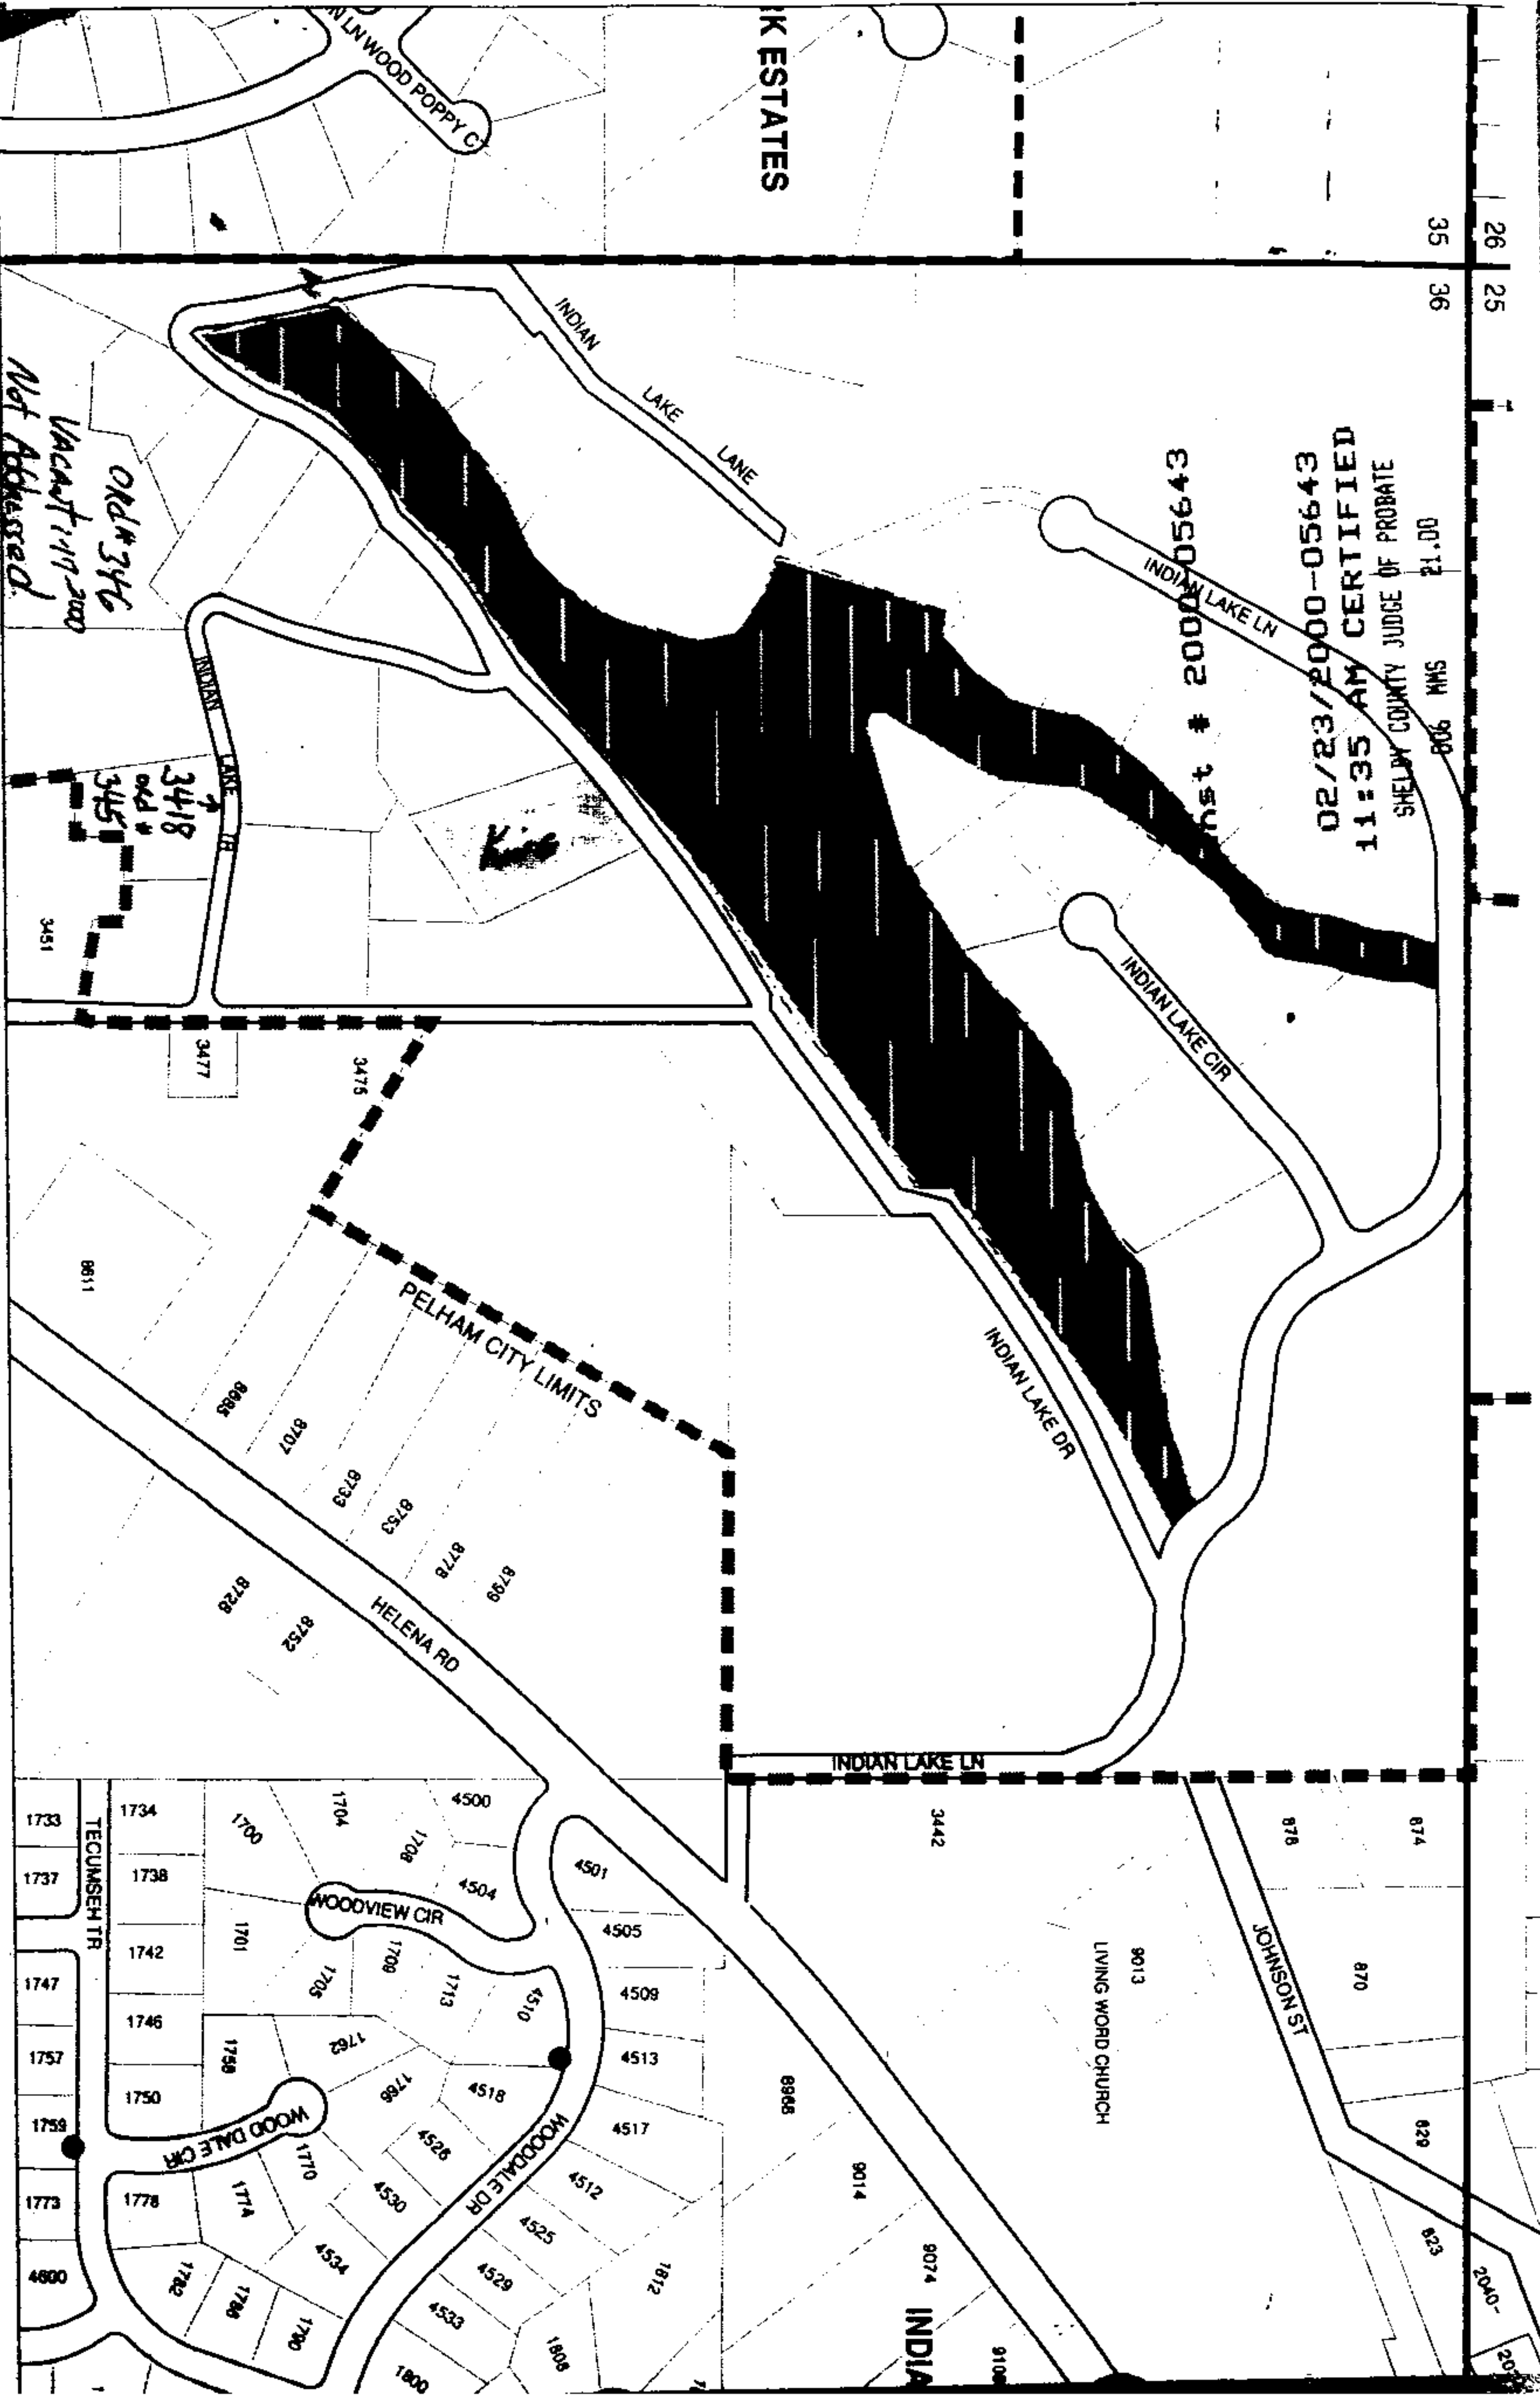 26
25
35
36
K ESTATES
N LN
WOOD POPPY CT
INDIAN LAKE LANE
INDIAN LAKE LN
Inst # 2000-05643
02/23/2000-05643
11:35 AM CERTIFIED
SHELBY COUNTY JUDGE OF PROBATE
006 MMS 21.00
Ord # 346
VACANT 1-17-2000
Not Addressed
INDIAN LAKE TR
3418
ord #
345
3451
King
INDIAN LAKE CIR
INDIAN LAKE DR
3477
3475
PELHAM CITY LIMITS
8611
8685
8707
8733
8753
8778
8799
8728
8752
HELENA RD
INDIAN LAKE LN
3442
878
874
JOHNSON ST
870
9013
LIVING WORD CHURCH
829
823
2040-
8968
9014
9074
INDIA
TECUMSEH TR
1733
1737
1747
1757
1759
1773
4600
1734
1738
1742
1746
1750
1778
1700
1704
1708
4500
4504
WOODVIEW CIR
1701
1705
1709
1713
4510
4501
4505
4509
4513
4517
1758
1762
1766
4518
4526
4530
4534
WOOD DALE CIR
1770
1774
1782
1786
1790
WOODDALE DR
4512
4525
4529
4533
1812
1808
1800